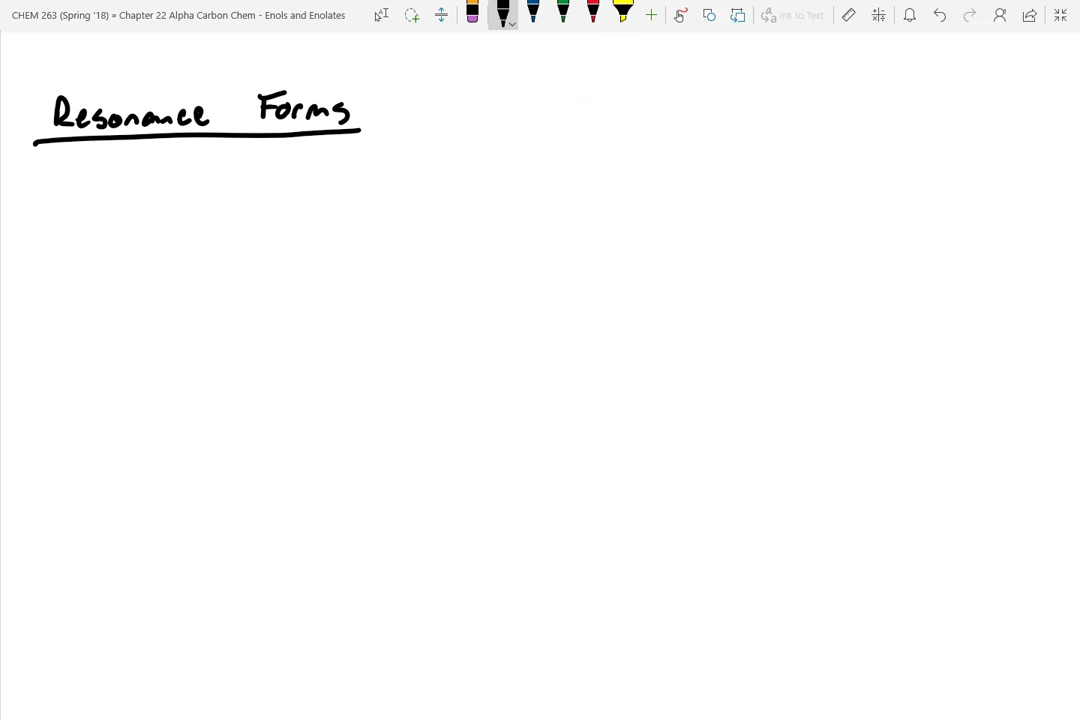 CHEM 263 (Spring '18) » Chapter 22 Alpha Carbon Chem - Enols and Enolates
Ink to Text
Resonance Forms